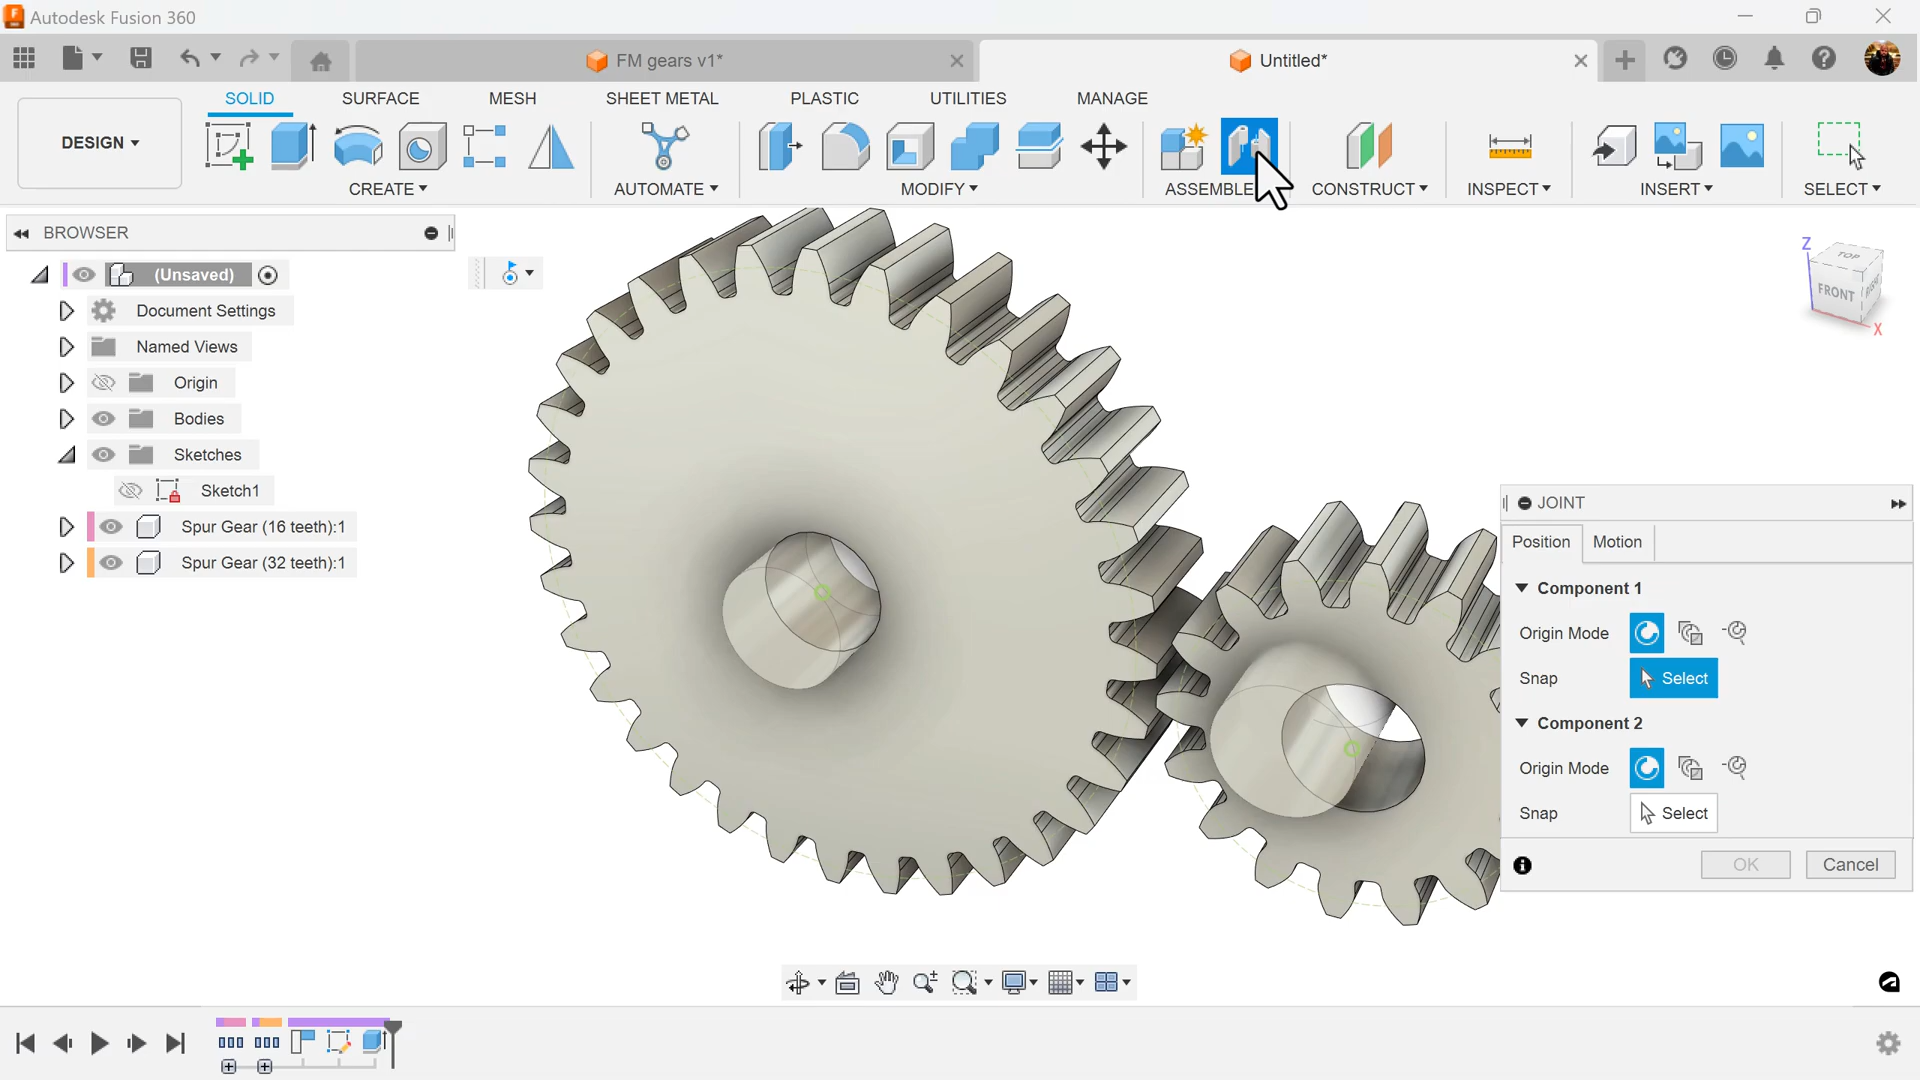 Autodesk Fusion 360
FM gears v1*
Untitled*
SOLID
SURFACE
MESH
SHEET METAL
PLASTIC
UTILITIES
MANAGE
DESIGN
CREATE
AUTOMATE
MODIFY
ASSEMBLE
CONSTRUCT
INSPECT
INSERT
SELECT
BROWSER
(Unsaved)
Document Settings
Named Views
Origin
Bodies
Sketches
Sketch1
Spur Gear (16 teeth):1
Spur Gear (32 teeth):1
Z
TOP
FRONT
RIGHT
X
JOINT
Position
Motion
Component 1
Origin Mode
Snap
Select
Component 2
Origin Mode
Snap
Select
OK
Cancel